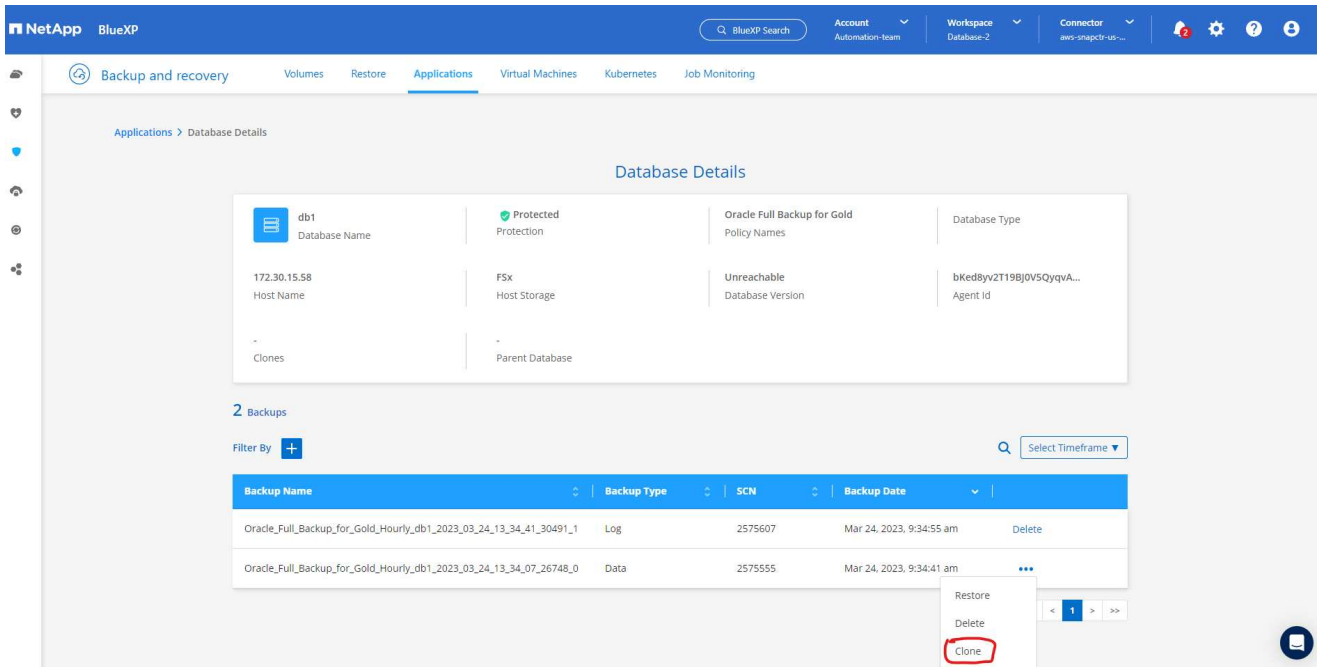 NetApp BlueXP
BlueXP Search
Account
Automation-team
Workspace
Database-2
Connector
aws-snapctr-us-...
2
Backup and recovery
Volumes Restore Applications Virtual Machines Kubernetes Job Monitoring
Applications > Database Details
Database Details
db1
Database Name
Protected
Protection
Oracle Full Backup for Gold
Policy Names
Database Type
172.30.15.58
Host Name
FSx
Host Storage
Unreachable
Database Version
bKed8yv2T19BJ0V5QyqvA...
Agent Id
-
Clones
-
Parent Database
2 Backups
Filter By +
Select Timeframe ▼
Backup Name Backup Type SCN Backup Date
Oracle_Full_Backup_for_Gold_Hourly_db1_2023_03_24_13_34_41_30491_1 Log 2575607 Mar 24, 2023, 9:34:55 am Delete
Oracle_Full_Backup_for_Gold_Hourly_db1_2023_03_24_13_34_07_26748_0 Data 2575555 Mar 24, 2023, 9:34:41 am •••
Restore
Delete
Clone
< 1 > >>